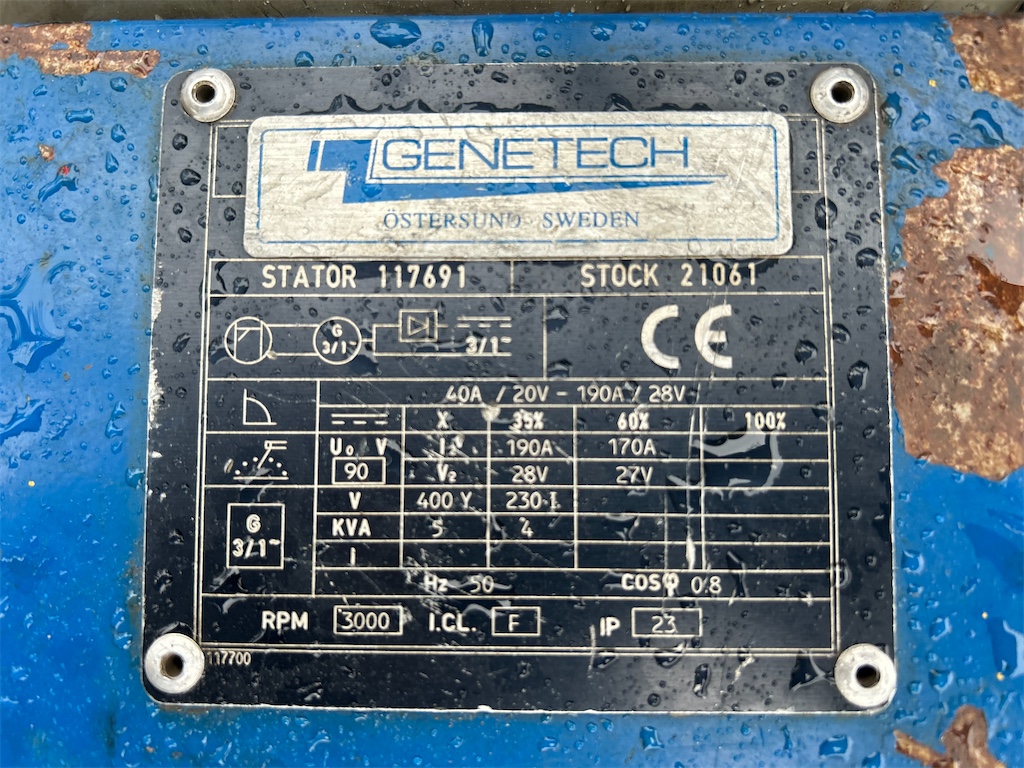 GENETECH
ÖSTERSUND SWEDEN
STATOR 117691 STOCK 21061
G 3/1~ 3/1~
CE
40A / 20V - 190A / 28V
X 35% 60% 100%
U₀ V I₂ 190A 170A
90 V₂ 28V 27V
V 400 Y 230 I
G 3/1~
KVA 5 4
I
Hz 50 COSφ 0.8
RPM 3000 I.CL. F IP 23
117700